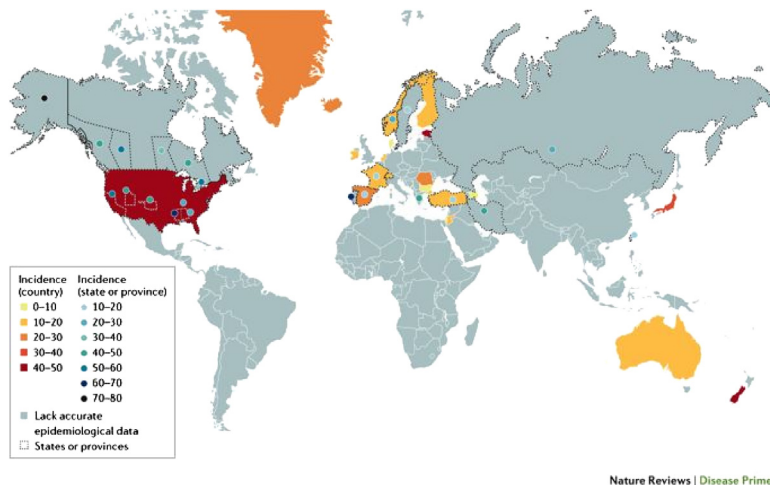 Incidence Incidence
(country) (state or province)
0–10 10–20
10–20 20–30
20–30 30–40
30–40 40–50
40–50 50–60
60–70
70–80
Lack accurate
epidemiological data
States or provinces
Nature Reviews | Disease Prime